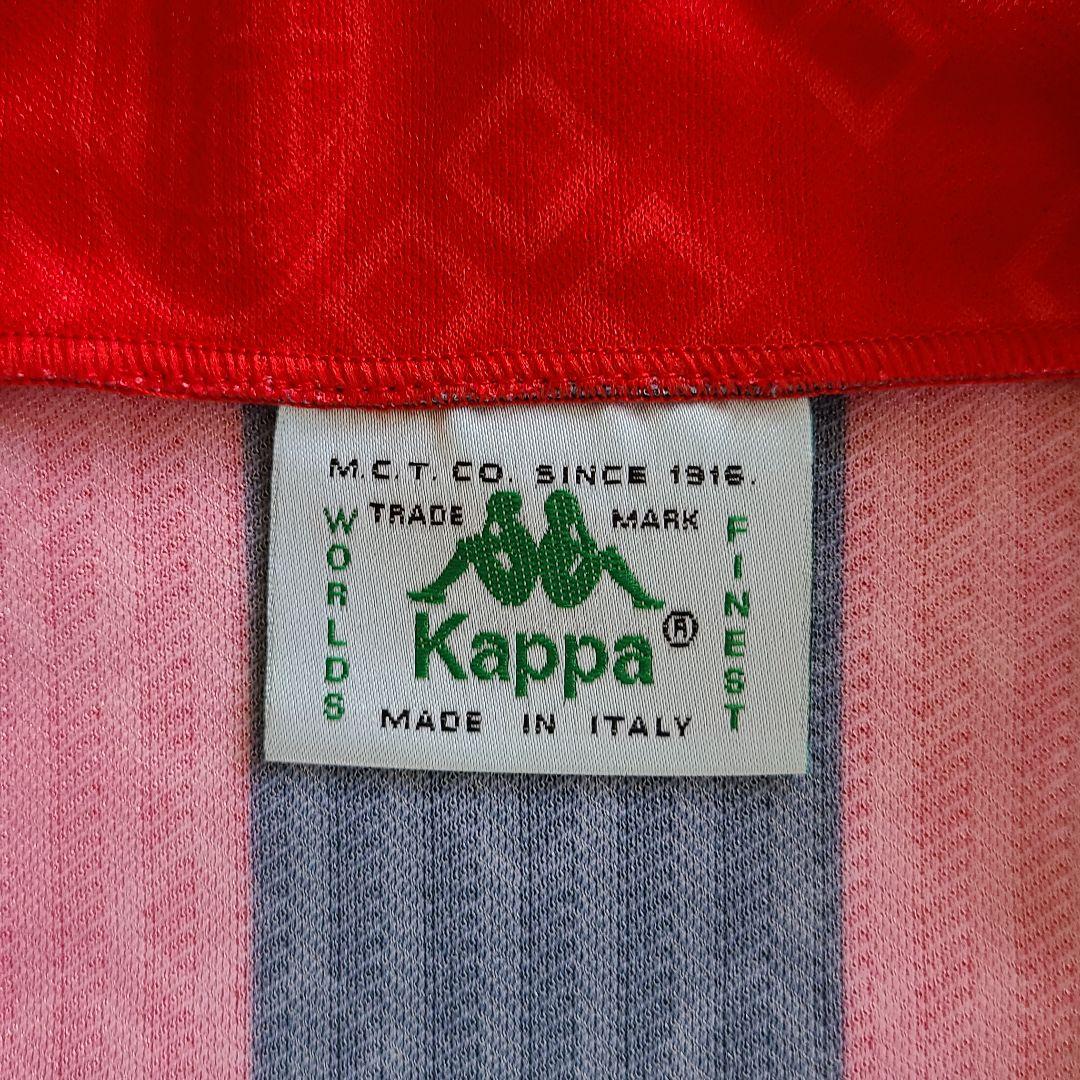 M.C.T. CO. SINCE 1916.
TRADE MARK
WORLDS
FINEST
Kappa ®
MADE IN ITALY